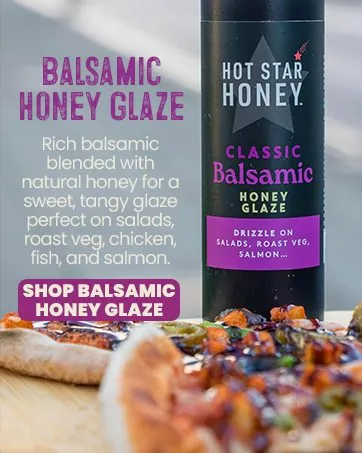 BALSAMIC
HONEY GLAZE
Rich balsamic
blended with
natural honey for a
sweet, tangy glaze
perfect on salads,
roast veg, chicken,
fish, and salmon.
SHOP BALSAMIC
HONEY GLAZE
HOT STAR
HONEY
CLASSIC
Balsamic
HONEY
GLAZE
DRIZZLE ON
SALADS, ROAST VEG,
SALMON...